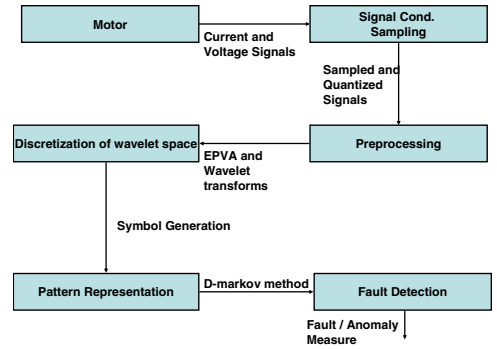 Motor
Signal Cond.
Sampling
Current and
Voltage Signals
Sampled and
Quantized
Signals
Discretization of wavelet space
Preprocessing
EPVA and
Wavelet
transforms
Symbol Generation
Pattern Representation
D-markov method
Fault Detection
Fault / Anomaly
Measure